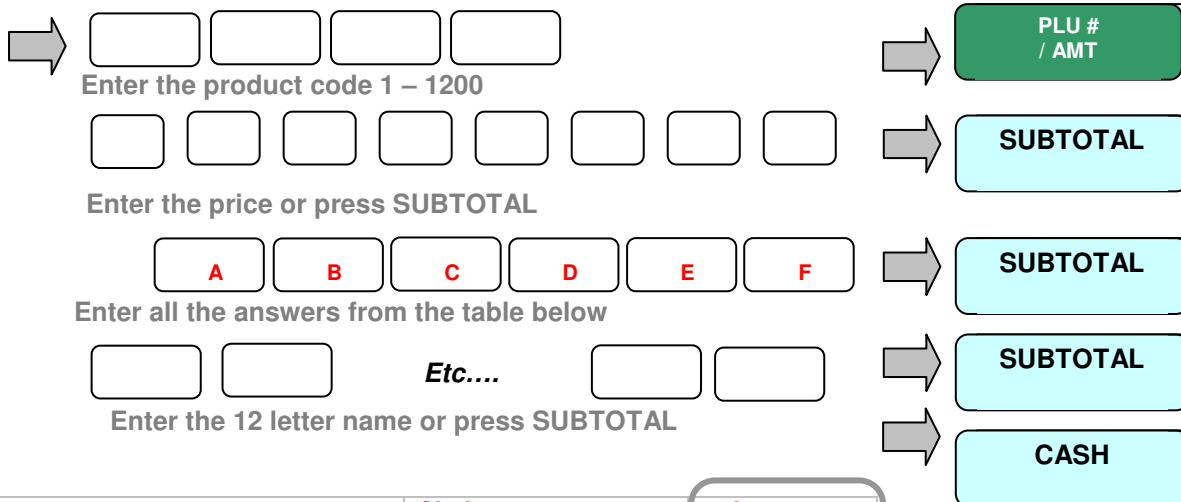 PLU #
/ AMT
Enter the product code 1 – 1200
SUBTOTAL
Enter the price or press SUBTOTAL
A B C D E F
SUBTOTAL
Enter all the answers from the table below
Etc….
SUBTOTAL
Enter the 12 letter name or press SUBTOTAL
CASH